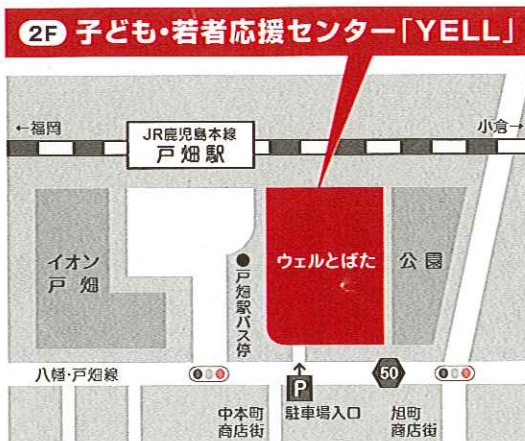 2F 子ども・若者応援センター「YELL」
←福岡
小倉→
JR鹿児島本線
戸畑駅
イオン
戸畑
戸畑駅バス停
ウェルとばた
公園
八幡・戸畑線
P
50
中本町
商店街
駐車場入口
旭町
商店街